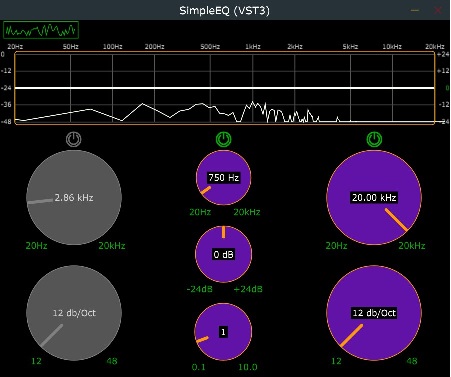 SimpleEQ (VST3)
20Hz 50Hz 100Hz 200Hz 500Hz 1kHz 2kHz 5kHz 10kHz 20kHz
0 +24
-12 +12
-24 0
-36 -12
-48 -24
2.86 kHz 750 Hz 20.00 kHz
20Hz 20kHz 20Hz 20kHz 20Hz 20kHz
0 dB
-24dB +24dB
12 db/Oct 1 12 db/Oct
12 48 0.1 10.0 12 48